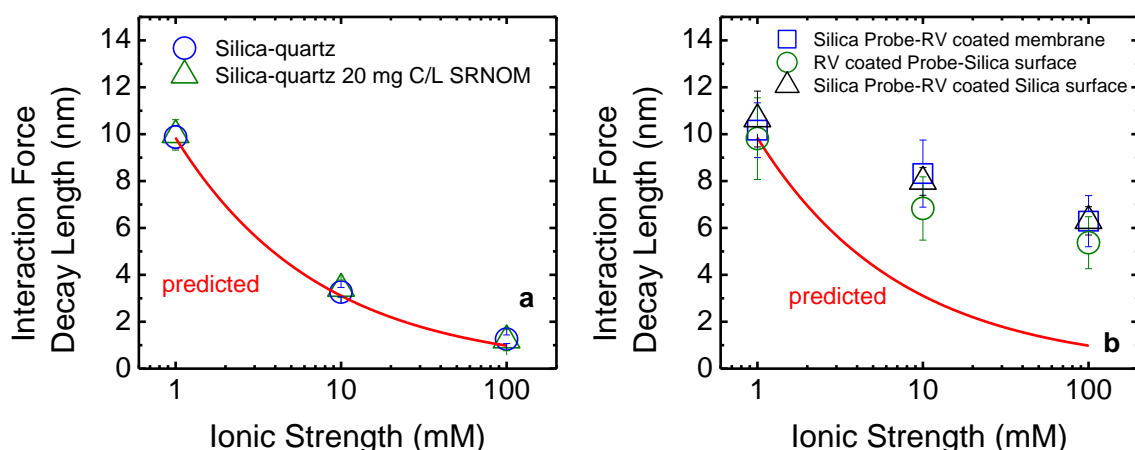 14
12
10
8
6
4
2
0
Interaction Force
Decay Length (nm)
Silica-quartz
Silica-quartz 20 mg C/L SRNOM
predicted
a
1
10
100
Ionic Strength (mM)
14
12
10
8
6
4
2
0
Interaction Force
Decay Length (nm)
Silica Probe-RV coated membrane
RV coated Probe-Silica surface
Silica Probe-RV coated Silica surface
predicted
b
1
10
100
Ionic Strength (mM)